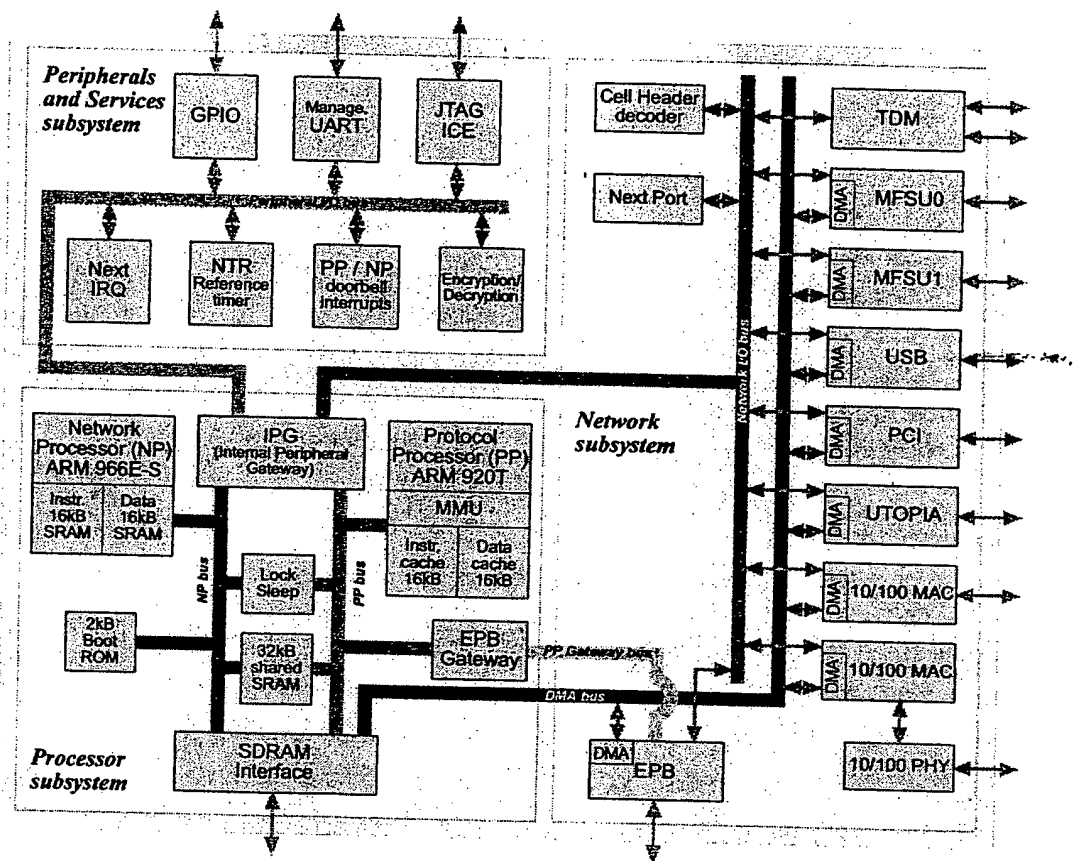 Peripherals
and Services
subsystem
GPIO
Manage.
UART
JTAG
ICE
Next
IRQ
NTR
Reference
timer
PP / NP
doorbell
Interrupts
Encryption/
Decryption
Cell Header
decoder
Next Port
TDM
DMA
MFSU0
DMA
MFSU1
DMA
USB
DMA
PCI
DMA
UTOPIA
DMA
10/100 MAC
DMA
10/100 MAC
10/100 PHY
Network I/O bus
Network
subsystem
Network
Processor (NP)
ARM 966E-S
Instr.
16kB
SRAM
Data
16kB
SRAM
IPG
(Internal Peripheral
Gateway)
Protocol
Processor (PP)
ARM 920T
MMU
Instr.
cache
16kB
Data
cache
16kB
NP bus
PP bus
Lock
Sleep
2kB
Boot
ROM
32kB
shared
SRAM
EPB
Gateway
PP Gateway bus
DMA bus
SDRAM
Interface
Processor
subsystem
DMA
EPB